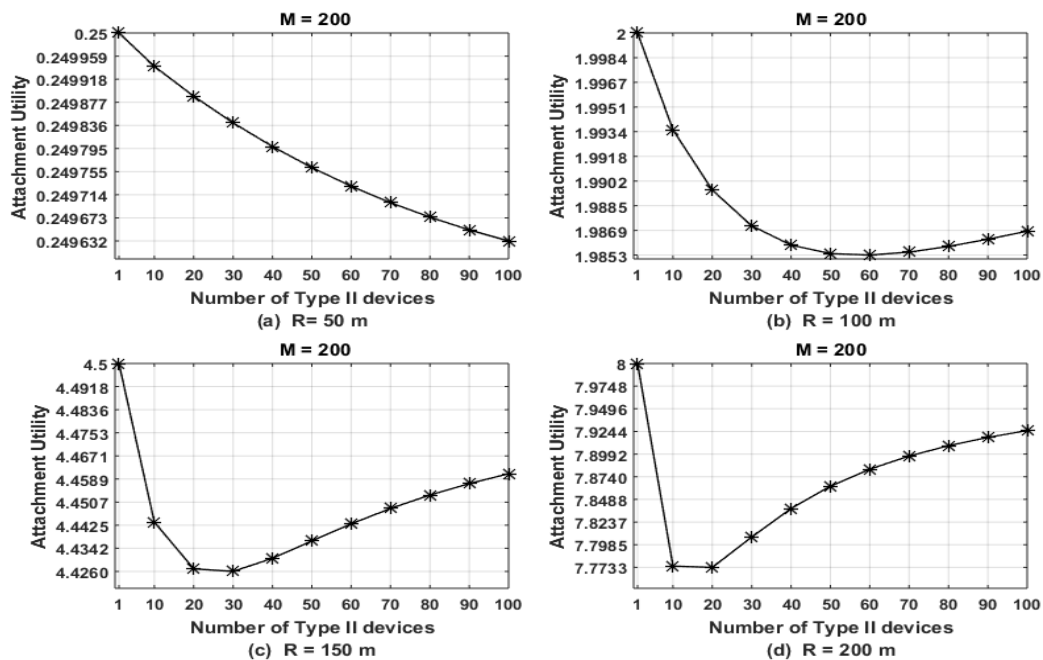 M = 200
Attachment Utility
0.25
0.249959
0.249918
0.249877
0.249836
0.249795
0.249755
0.249714
0.249673
0.249632
1 10 20 30 40 50 60 70 80 90 100
Number of Type II devices
(a) R= 50 m
M = 200
Attachment Utility
2
1.9984
1.9967
1.9951
1.9934
1.9918
1.9902
1.9885
1.9869
1.9853
1 10 20 30 40 50 60 70 80 90 100
Number of Type II devices
(b) R = 100 m
M = 200
Attachment Utility
4.5
4.4918
4.4836
4.4753
4.4671
4.4589
4.4507
4.4425
4.4342
4.4260
1 10 20 30 40 50 60 70 80 90 100
Number of Type II devices
(c) R = 150 m
M = 200
Attachment Utility
8
7.9748
7.9496
7.9244
7.8992
7.8740
7.8488
7.8237
7.7985
7.7733
1 10 20 30 40 50 60 70 80 90 100
Number of Type II devices
(d) R = 200 m